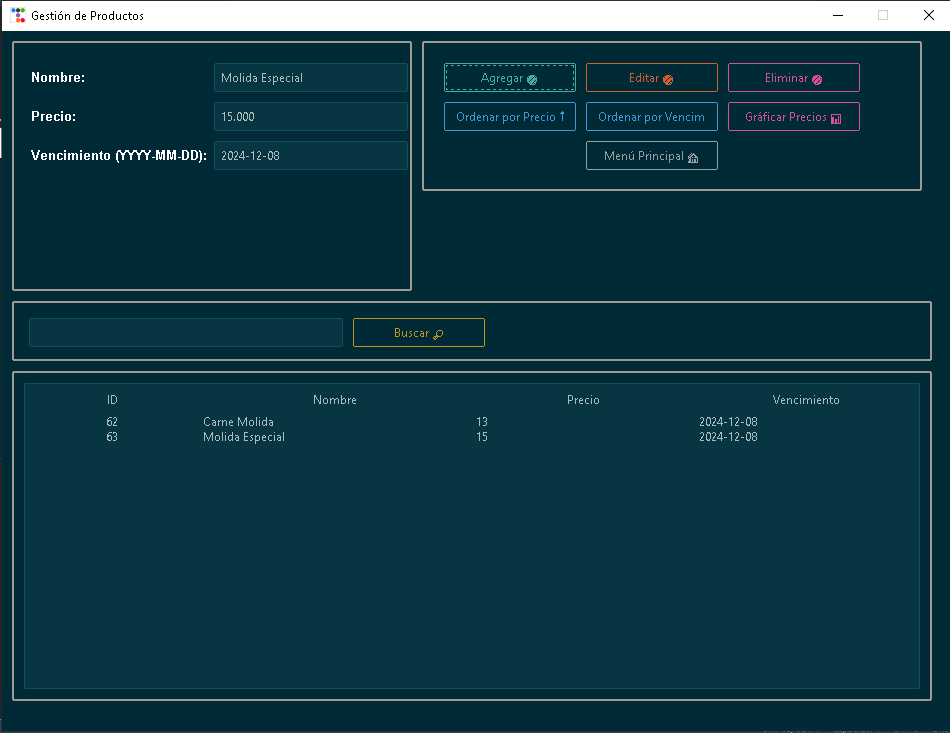 Gestión de Productos
Nombre: Molida Especial
Precio: 15.000
Vencimiento (YYYY-MM-DD): 2024-12-08
Agregar Editar Eliminar
Ordenar por Precio ↑ Ordenar por Vencim Gráficar Precios
Menú Principal
Buscar
ID Nombre Precio Vencimiento
62 Carne Molida 13 2024-12-08
63 Molida Especial 15 2024-12-08